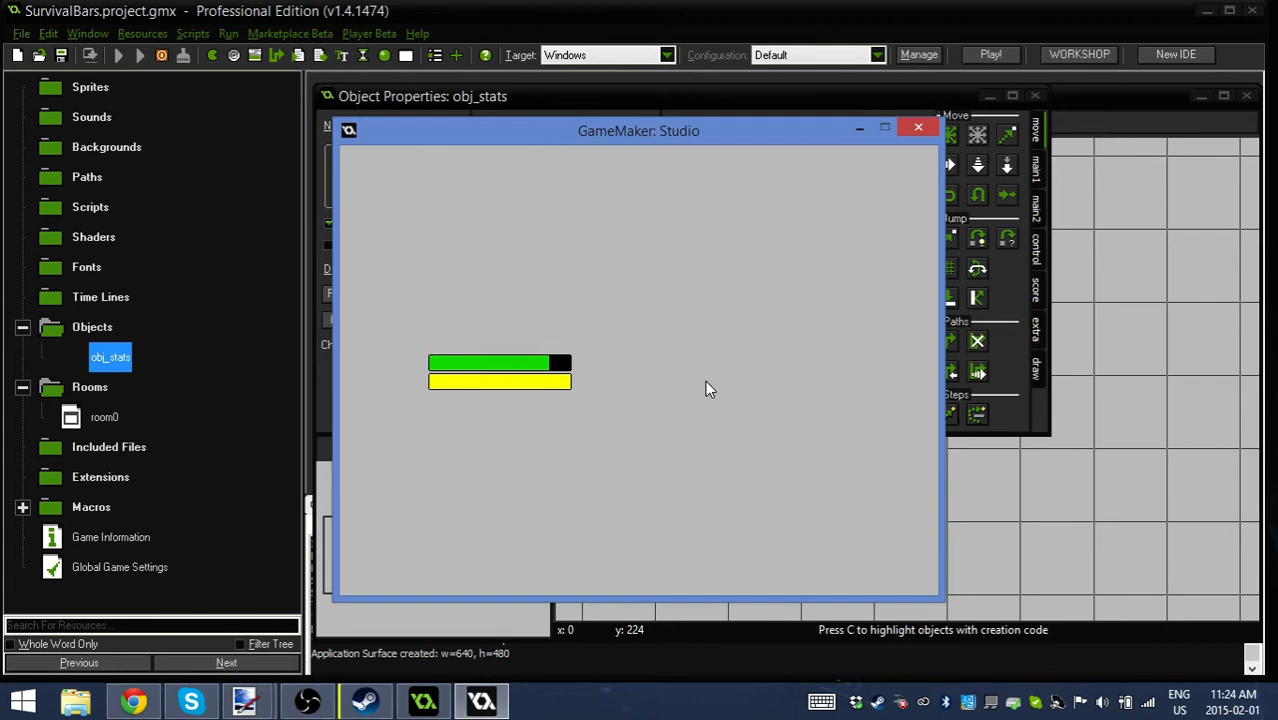 SurvivalBars.project.gmx - Professional Edition (v1.4.1474)
File Edit Window Resources Scripts Run Marketplace Beta Player Beta Help
Target: Windows Configuration: Default Manage Play! WORKSHOP New IDE
Sprites
Sounds
Backgrounds
Paths
Scripts
Shaders
Fonts
Time Lines
Objects
obj_stats
Rooms
room0
Included Files
Extensions
Macros
Game Information
Global Game Settings
Search For Resources...
Whole Word Only Filter Tree
Previous Next
Object Properties: obj_stats
GameMaker: Studio
Move
Jump
Paths
Steps
move
main1
main2
control
score
extra
draw
x: 0 y: 224 Press C to highlight objects with creation code
Application Surface created: w=640, h=480
ENG 11:24 AM
US 2015-02-01